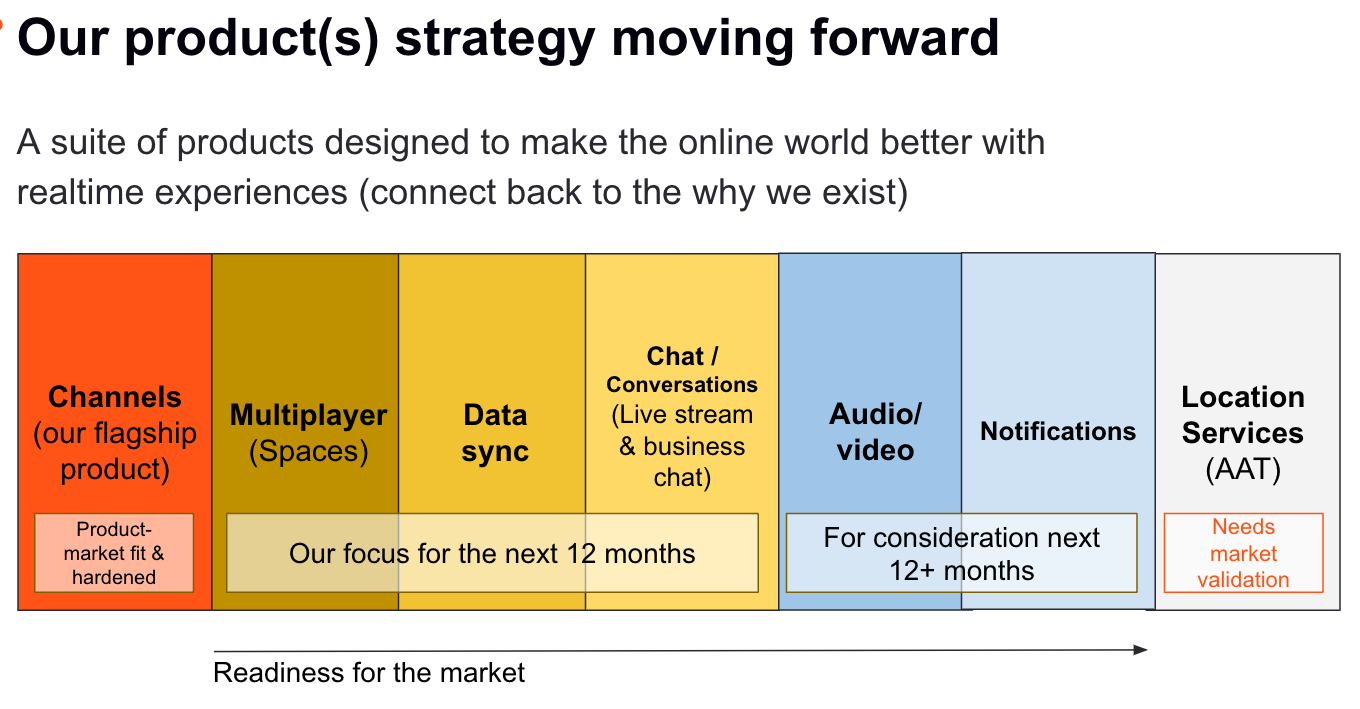 Our product(s) strategy moving forward
A suite of products designed to make the online world better with
realtime experiences (connect back to the why we exist)
Channels
(our flagship
product)
Product-
market fit &
hardened
Multiplayer
(Spaces)
Data
sync
Chat /
Conversations
(Live stream
& business
chat)
Our focus for the next 12 months
Audio/
video
Notifications
For consideration next
12+ months
Location
Services
(AAT)
Needs
market
validation
Readiness for the market